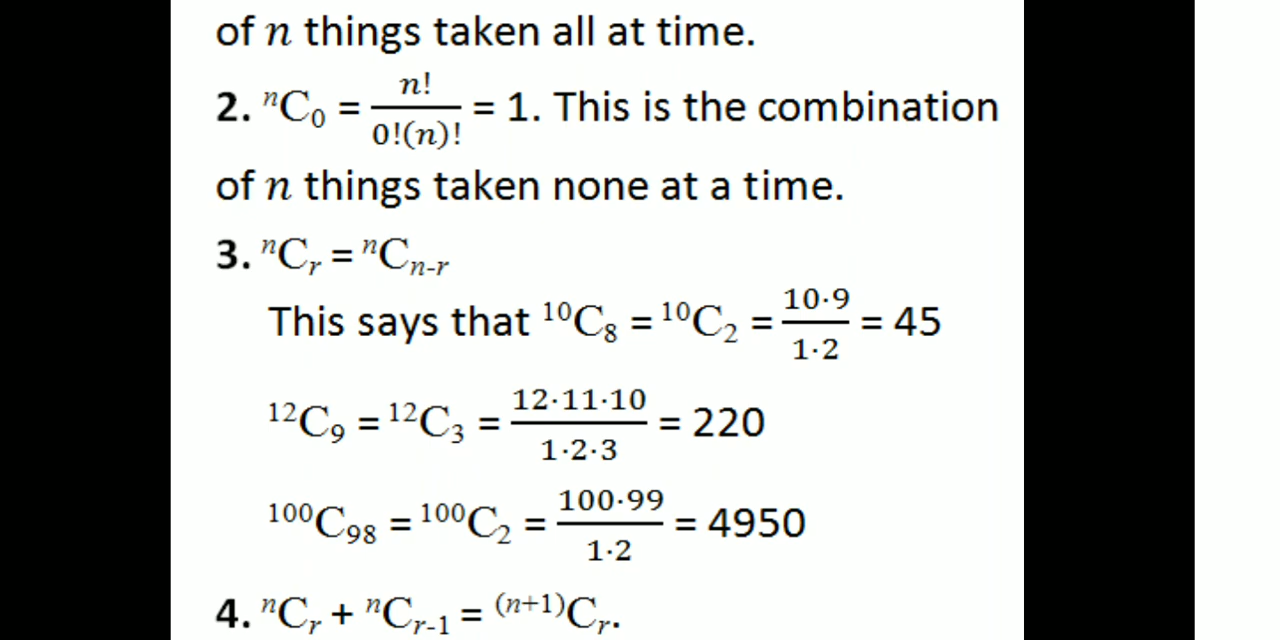 of n things taken all at time.
2. ⁿC₀ = n!/0!(n)! = 1. This is the combination
of n things taken none at a time.
3. ⁿCᵣ = ⁿCₙ₋ᵣ
This says that ¹⁰C₈ = ¹⁰C₂ = 10·9/1·2 = 45
¹²C₉ = ¹²C₃ = 12·11·10/1·2·3 = 220
¹⁰⁰C₉₈ = ¹⁰⁰C₂ = 100·99/1·2 = 4950
4. ⁿCᵣ + ⁿCᵣ₋₁ = ⁽ⁿ⁺¹⁾Cᵣ.